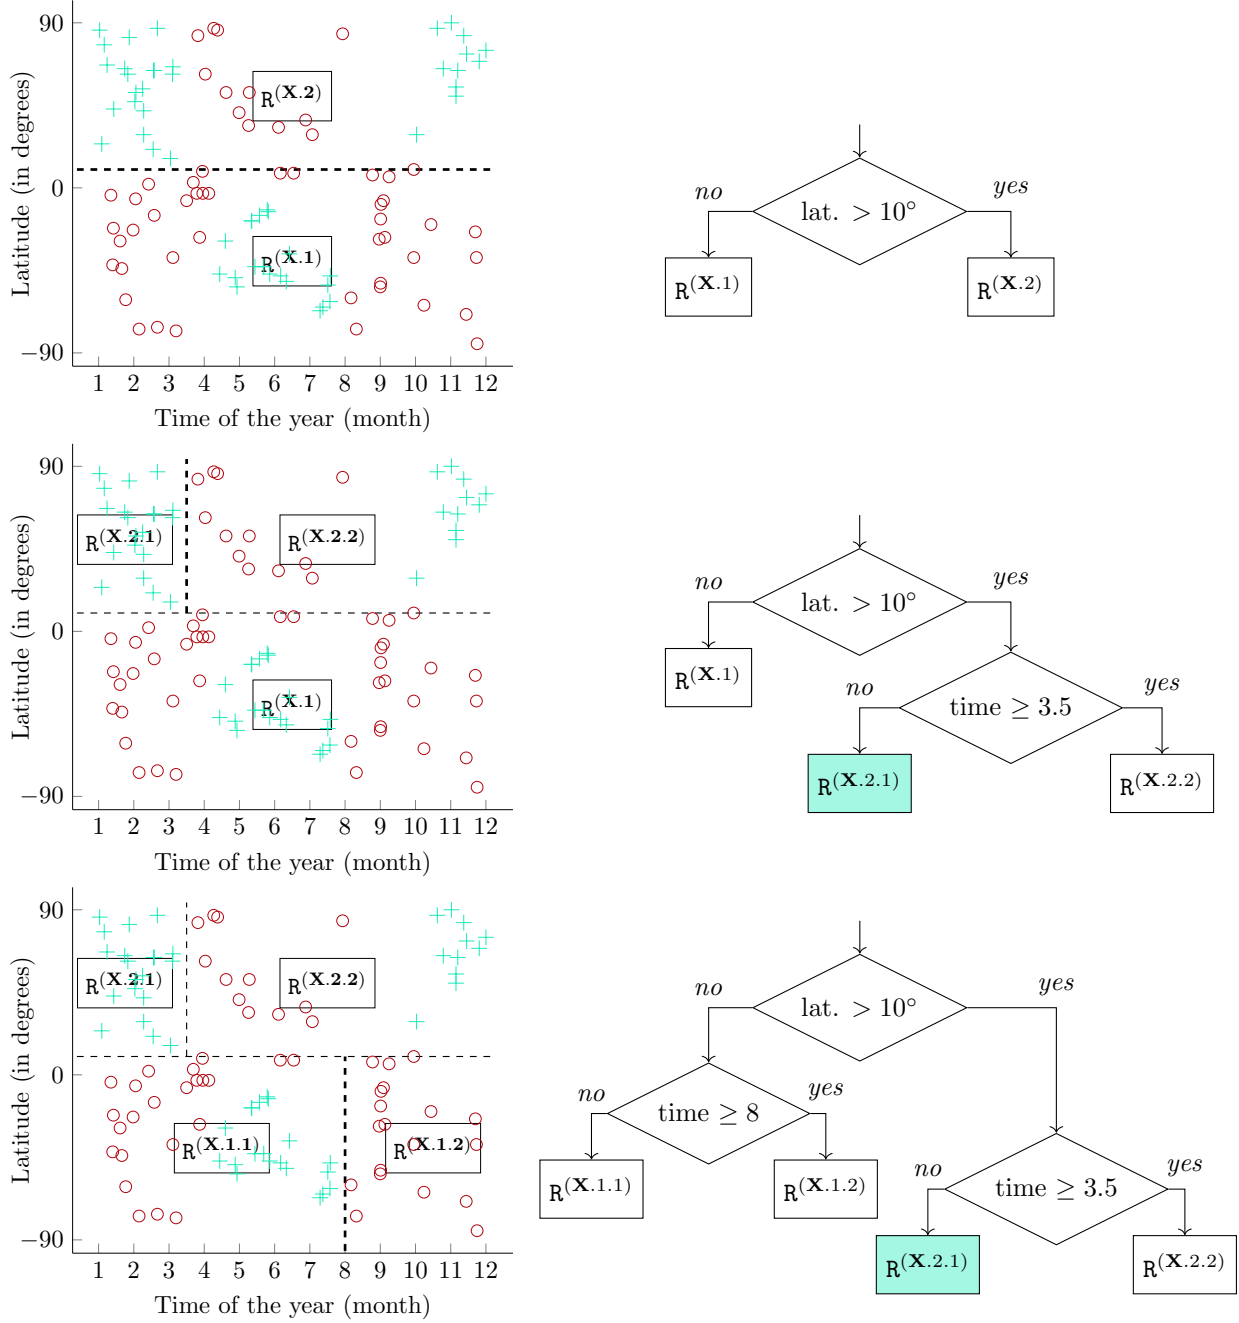 90
0
−90
Latitude (in degrees)
R(X.2)
R(X.1)
1 2 3 4 5 6 7 8 9 10 11 12
Time of the year (month)
lat. > 10°
no
yes
R(X.1)
R(X.2)
90
0
−90
Latitude (in degrees)
R(X.2.1)
R(X.2.2)
R(X.1)
1 2 3 4 5 6 7 8 9 10 11 12
Time of the year (month)
lat. > 10°
no
yes
R(X.1)
time ≥ 3.5
no
yes
R(X.2.1)
R(X.2.2)
90
0
−90
Latitude (in degrees)
R(X.2.1)
R(X.2.2)
R(X.1.1)
R(X.1.2)
1 2 3 4 5 6 7 8 9 10 11 12
Time of the year (month)
lat. > 10°
no
yes
time ≥ 8
no
yes
R(X.1.1)
R(X.1.2)
time ≥ 3.5
no
yes
R(X.2.1)
R(X.2.2)